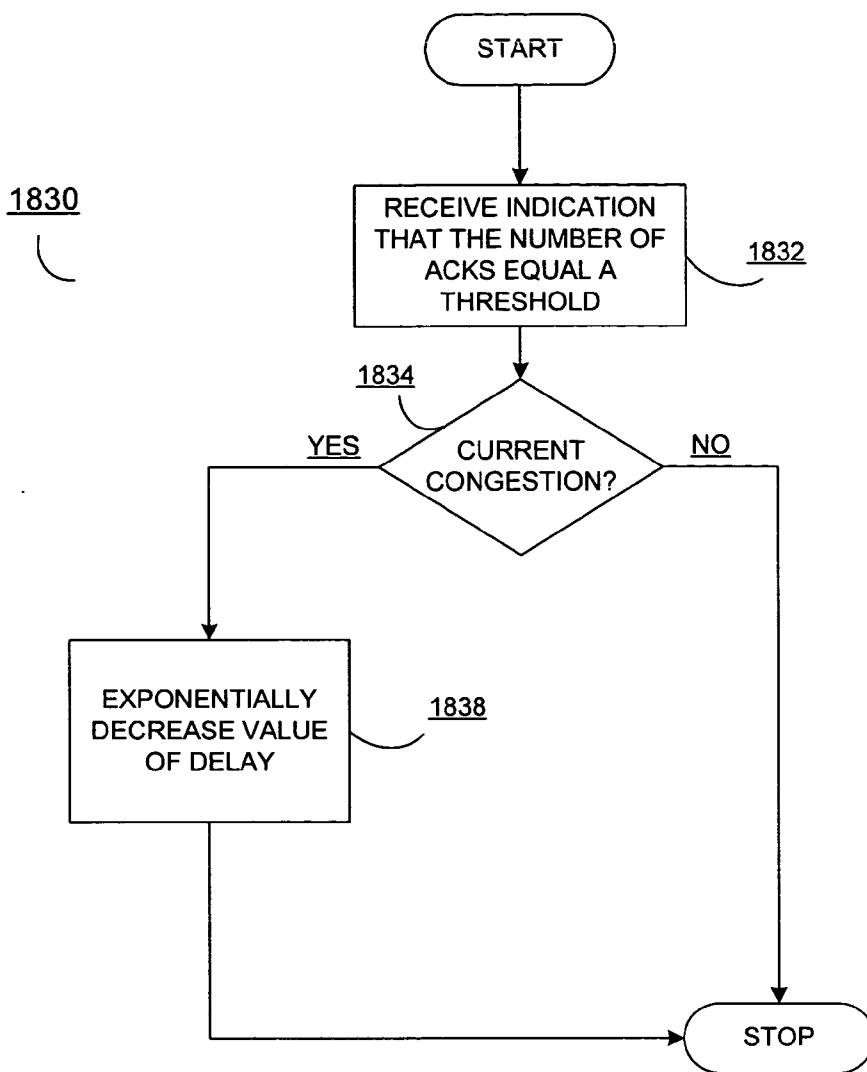 START
1830
RECEIVE INDICATION
THAT THE NUMBER OF
ACKS EQUAL A
THRESHOLD
1832
1834
YES
CURRENT
CONGESTION?
NO
EXPONENTIALLY
DECREASE VALUE
OF DELAY
1838
STOP